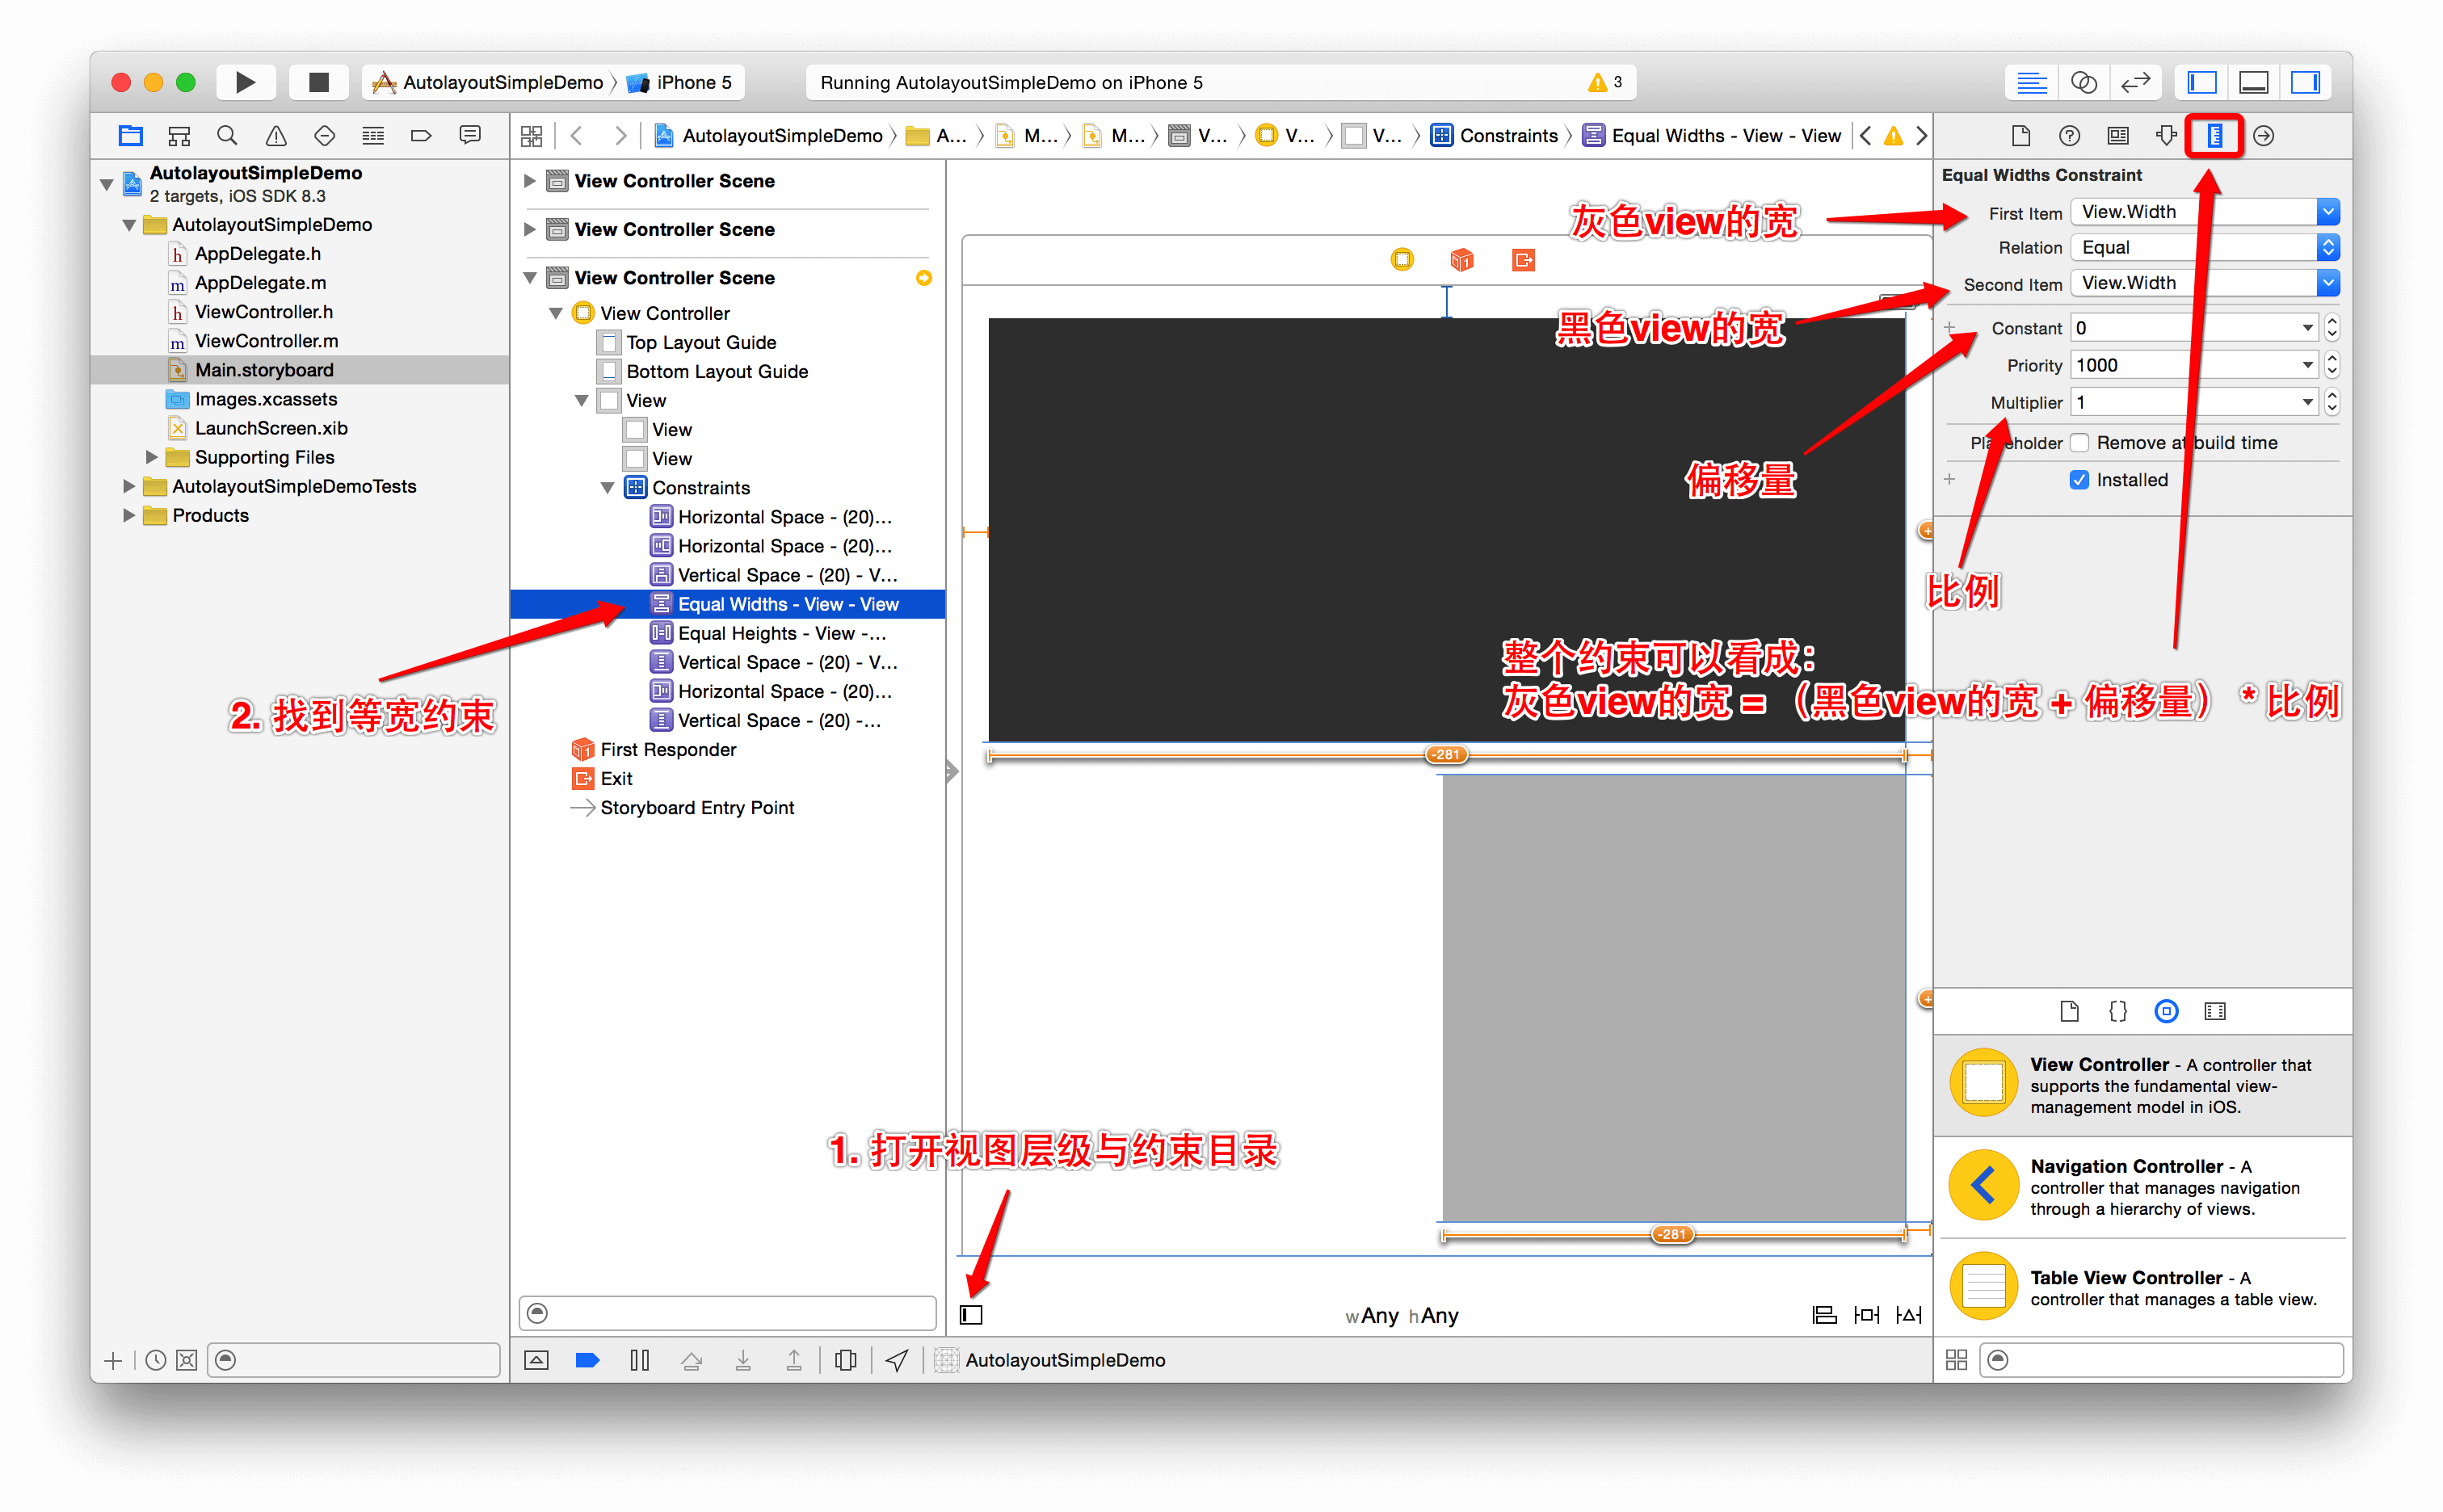 AutolayoutSimpleDemo
iPhone 5
Running AutolayoutSimpleDemo on iPhone 5
3
AutolayoutSimpleDemo
A...
M...
M...
V...
V...
V...
Constraints
Equal Widths - View - View
AutolayoutSimpleDemo
2 targets, iOS SDK 8.3
AutolayoutSimpleDemo
h AppDelegate.h
m AppDelegate.m
h ViewController.h
m ViewController.m
Main.storyboard
Images.xcassets
LaunchScreen.xib
Supporting Files
AutolayoutSimpleDemoTests
Products
View Controller Scene
View Controller Scene
View Controller Scene
View Controller
Top Layout Guide
Bottom Layout Guide
View
View
View
Constraints
Horizontal Space - (20)...
Horizontal Space - (20)...
Vertical Space - (20) - V...
Equal Widths - View - View
Equal Heights - View -...
Vertical Space - (20) - V...
Horizontal Space - (20)...
Vertical Space - (20) -...
First Responder
Exit
Storyboard Entry Point
2. 找到等宽约束
灰色view的宽
黑色view的宽
偏移量
比例
整个约束可以看成：
灰色view的宽 = （黑色view的宽 + 偏移量） * 比例
-281
-281
1. 打开视图层级与约束目录
wAny hAny
AutolayoutSimpleDemo
Equal Widths Constraint
First Item View.Width
Relation Equal
Second Item View.Width
Constant 0
Priority 1000
Multiplier 1
Placeholder Remove at build time
Installed
View Controller - A controller that
supports the fundamental view-
management model in iOS.
Navigation Controller - A
controller that manages navigation
through a hierarchy of views.
Table View Controller - A
controller that manages a table view.